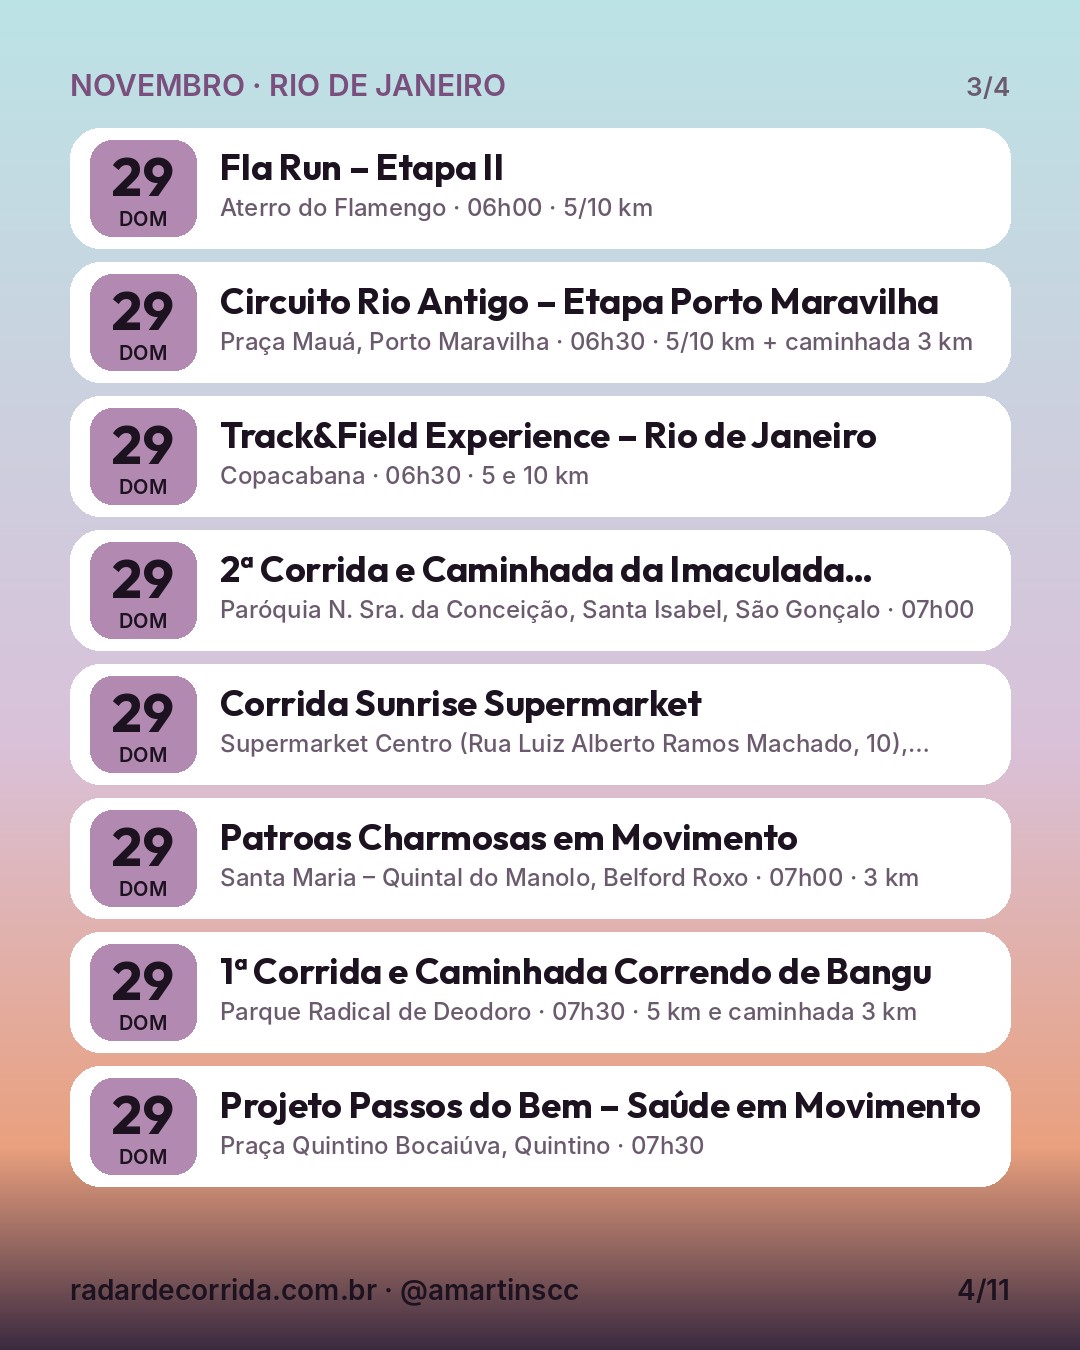 NOVEMBRO · RIO DE JANEIRO
3/4
29
DOM
Fla Run – Etapa II
Aterro do Flamengo · 06h00 · 5/10 km
29
DOM
Circuito Rio Antigo – Etapa Porto Maravilha
Praça Mauá, Porto Maravilha · 06h30 · 5/10 km + caminhada 3 km
29
DOM
Track&Field Experience – Rio de Janeiro
Copacabana · 06h30 · 5 e 10 km
29
DOM
2ª Corrida e Caminhada da Imaculada...
Paróquia N. Sra. da Conceição, Santa Isabel, São Gonçalo · 07h00
29
DOM
Corrida Sunrise Supermarket
Supermarket Centro (Rua Luiz Alberto Ramos Machado, 10),...
29
DOM
Patroas Charmosas em Movimento
Santa Maria – Quintal do Manolo, Belford Roxo · 07h00 · 3 km
29
DOM
1ª Corrida e Caminhada Correndo de Bangu
Parque Radical de Deodoro · 07h30 · 5 km e caminhada 3 km
29
DOM
Projeto Passos do Bem – Saúde em Movimento
Praça Quintino Bocaiúva, Quintino · 07h30
radardecorrida.com.br · @amartinscc
4/11